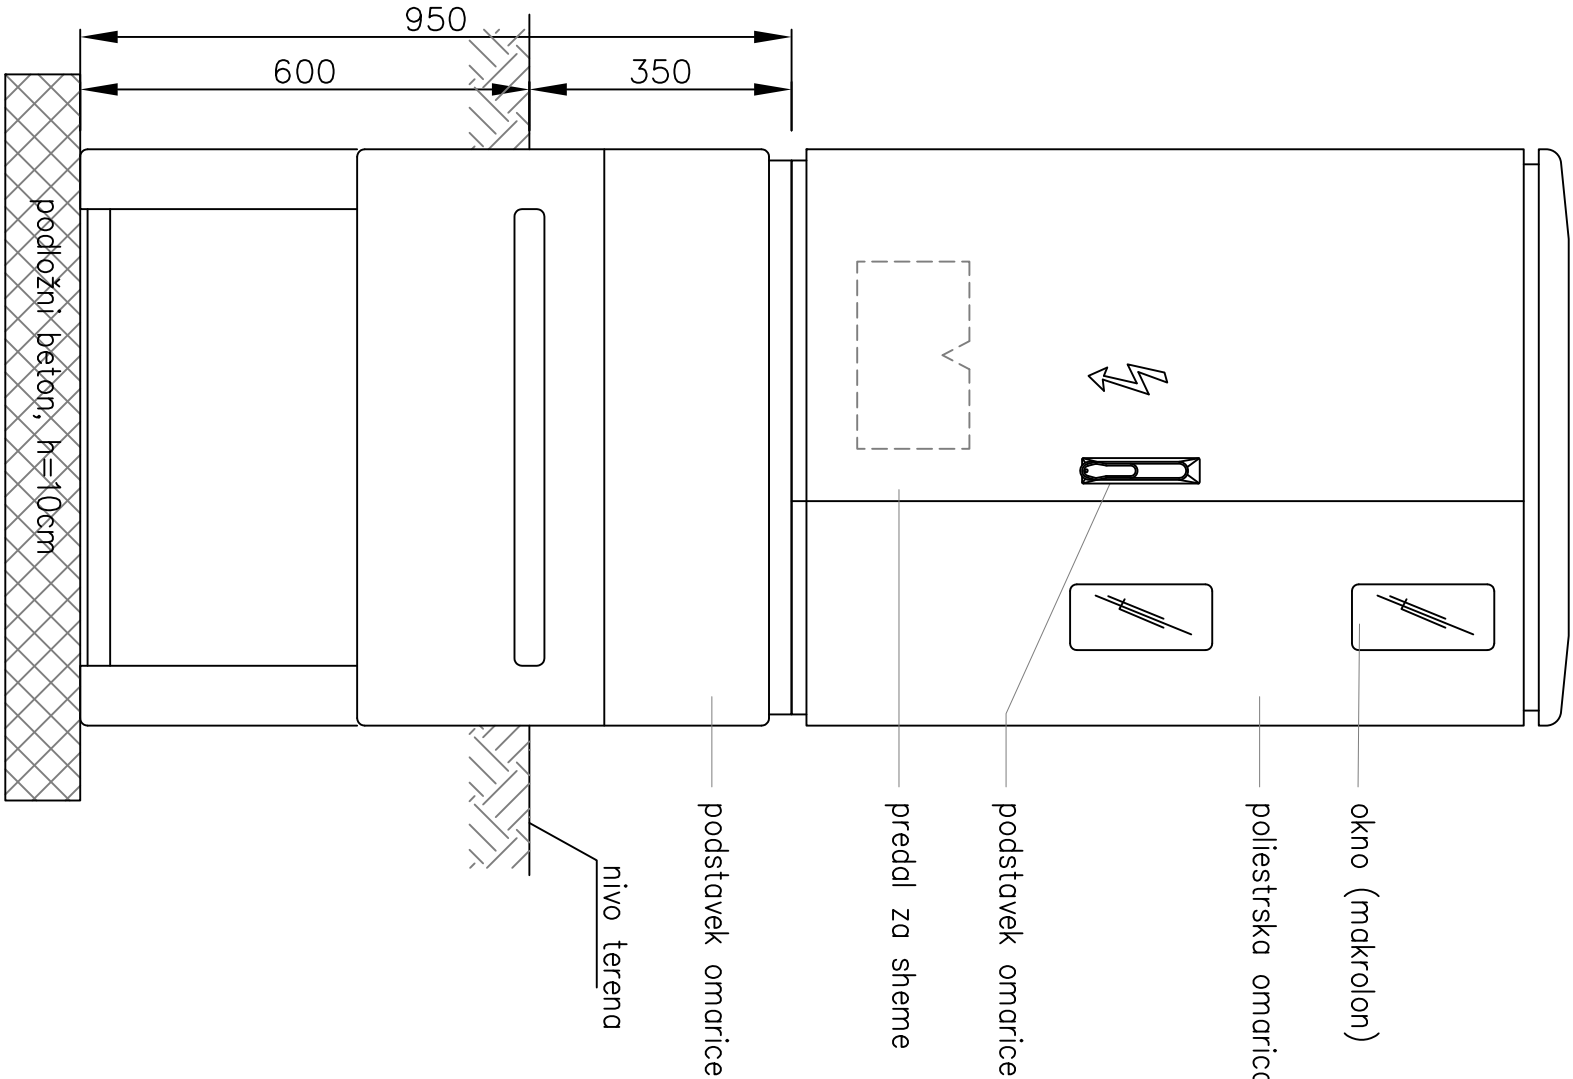 950
600
350
okno (makrolon)
poliestrska omarica
podstavek omarice
predal za sheme
podstavek omarice
nivo terena
podložni beton, h=10cm